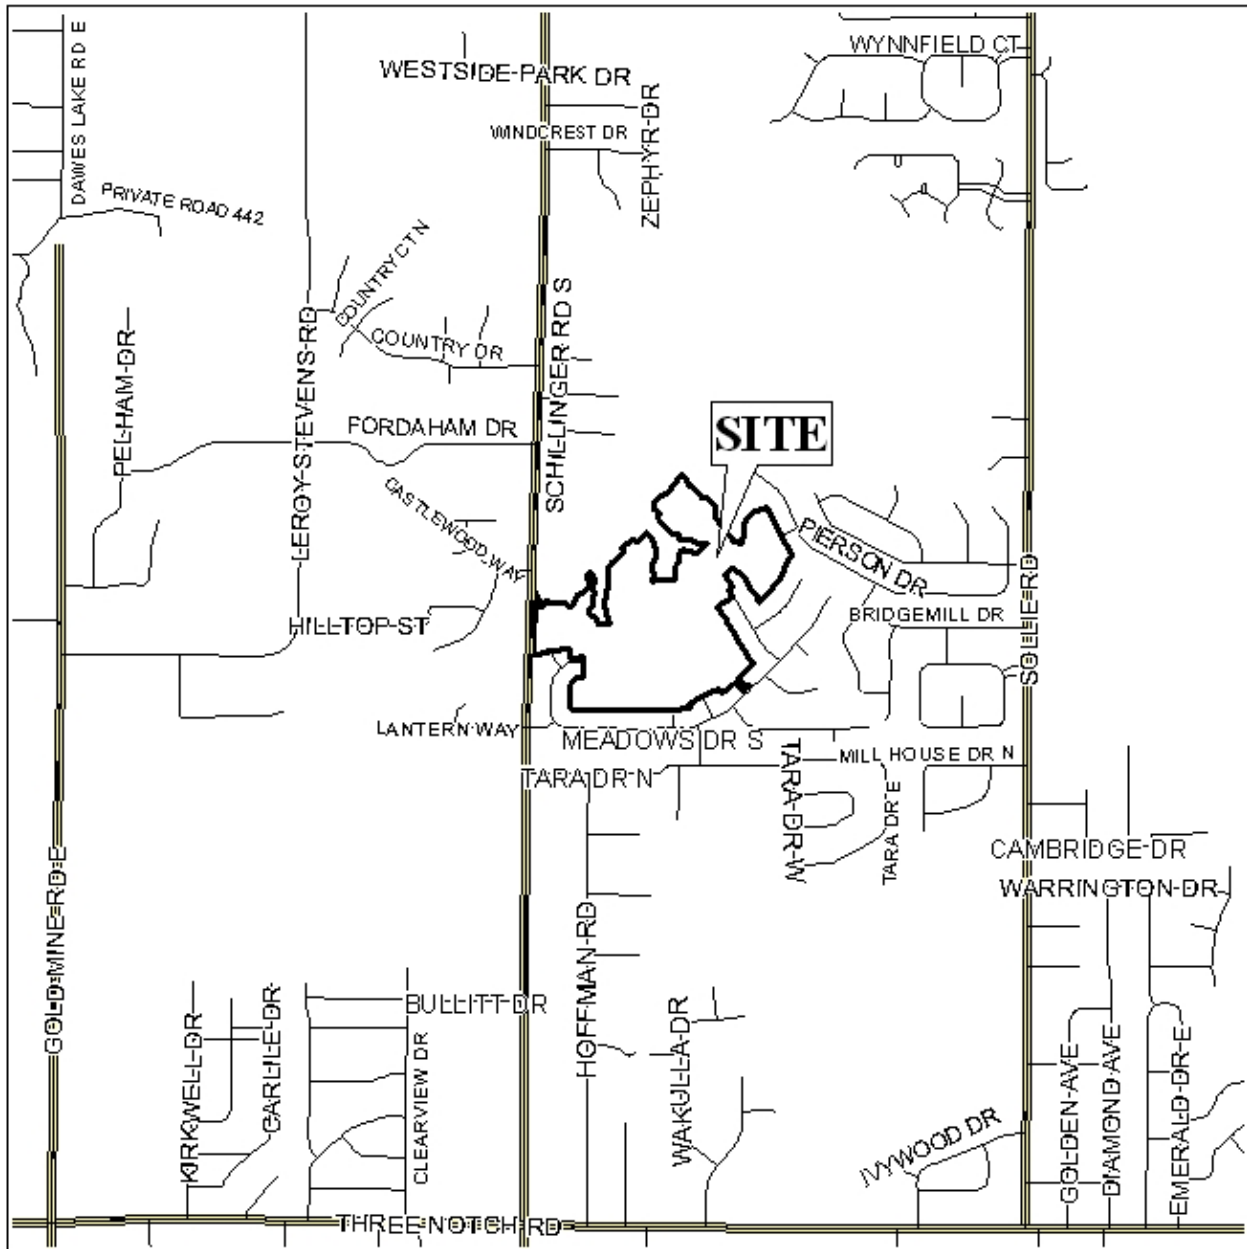 DAWES LAKE RD E
WYNNFIELD CT
WESTSIDE PARK DR
WINDCREST DR
ZEPHYR DR
PRIVATE ROAD 442
COUNTRY CT N
COUNTRY DR
SCHILLINGER RD S
PELHAM DR
LEROY STEVENS RD
FORDAHAM DR
SITE
CASTLEWOOD WAY
PIERSON DR
BRIDGEMILL DR
SOLLIE RD
HILLTOP ST
LANTERN WAY
MEADOWS DR S
TARA DR N
TARA DR W
MILL HOUSE DR N
TARA DR E
CAMBRIDGE DR
WARRINGTON DR
GOLD MINE RD E
HOFFMAN RD
BULLITT DR
KIRKWELL DR
CARLILE DR
CLEARVIEW DR
WAKULLA DR
IVYWOOD DR
GOLDEN AVE
DIAMOND AVE
EMERALD DR E
THREE NOTCH RD